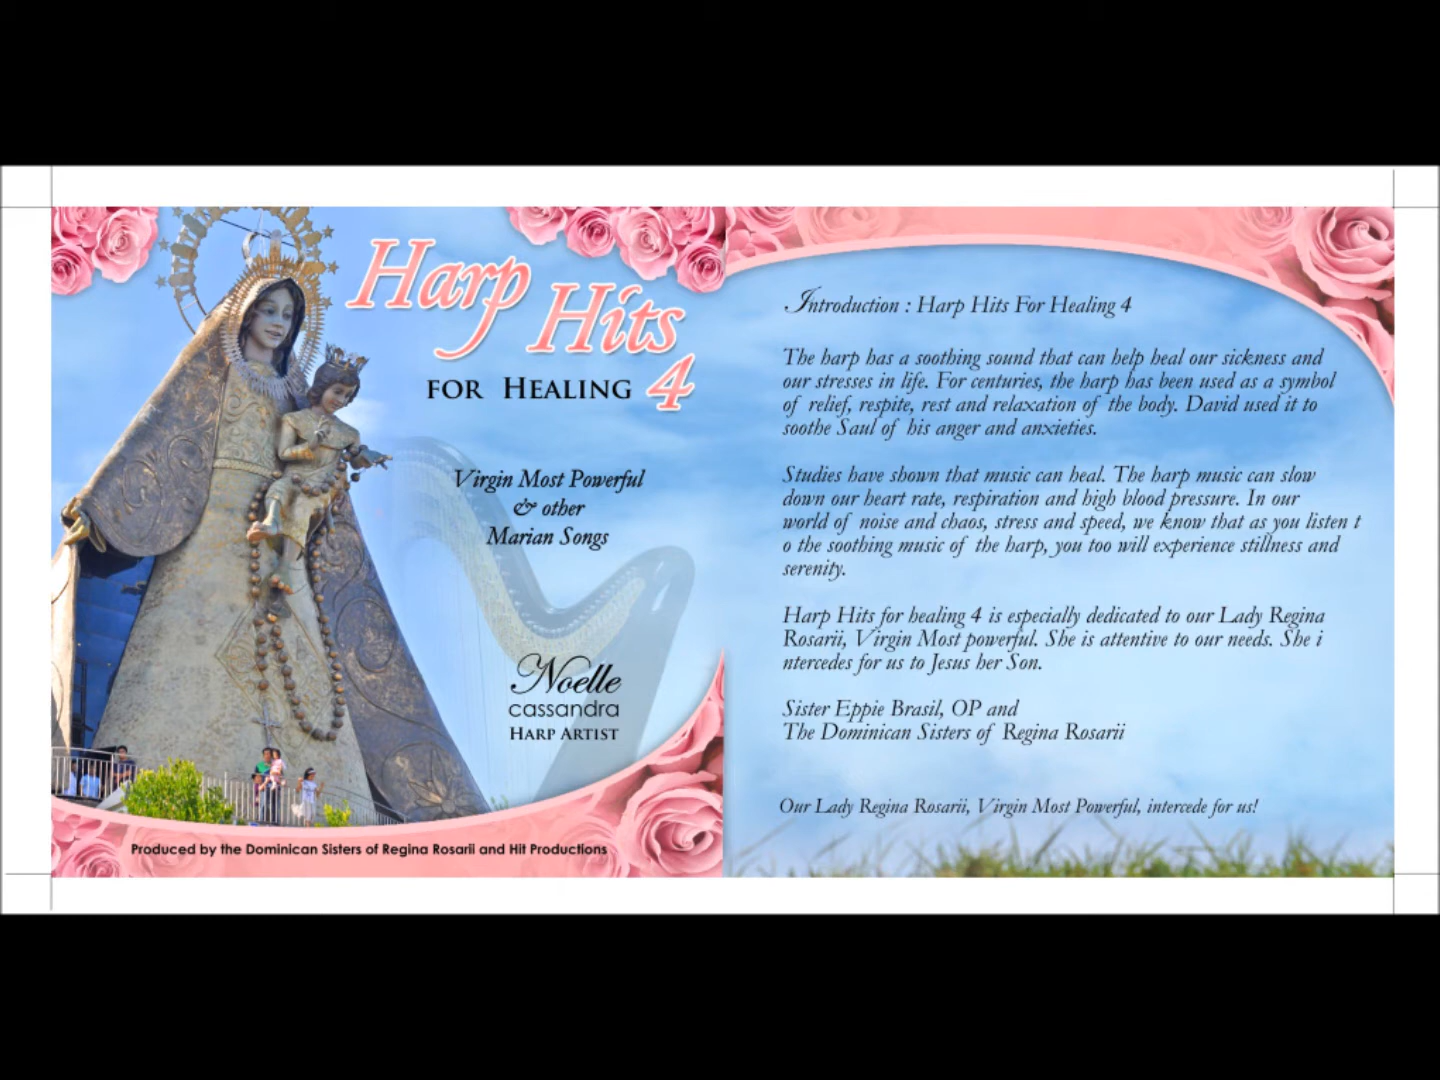 Harp
Hits
FOR HEALING 4
Virgin Most Powerful
& other
Marian Songs
Noelle
cassandra
HARP ARTIST
Produced by the Dominican Sisters of Regina Rosarii and Hit Productions
Introduction : Harp Hits For Healing 4
The harp has a soothing sound that can help heal our sickness and
our stresses in life. For centuries, the harp has been used as a symbol
of relief, respite, rest and relaxation of the body. David used it to
soothe Saul of his anger and anxieties.
Studies have shown that music can heal. The harp music can slow
down our heart rate, respiration and high blood pressure. In our
world of noise and chaos, stress and speed, we know that as you listen t
o the soothing music of the harp, you too will experience stillness and
serenity.
Harp Hits for healing 4 is especially dedicated to our Lady Regina
Rosarii, Virgin Most powerful. She is attentive to our needs. She i
ntercedes for us to Jesus her Son.
Sister Eppie Brasil, OP and
The Dominican Sisters of Regina Rosarii
Our Lady Regina Rosarii, Virgin Most Powerful, intercede for us!